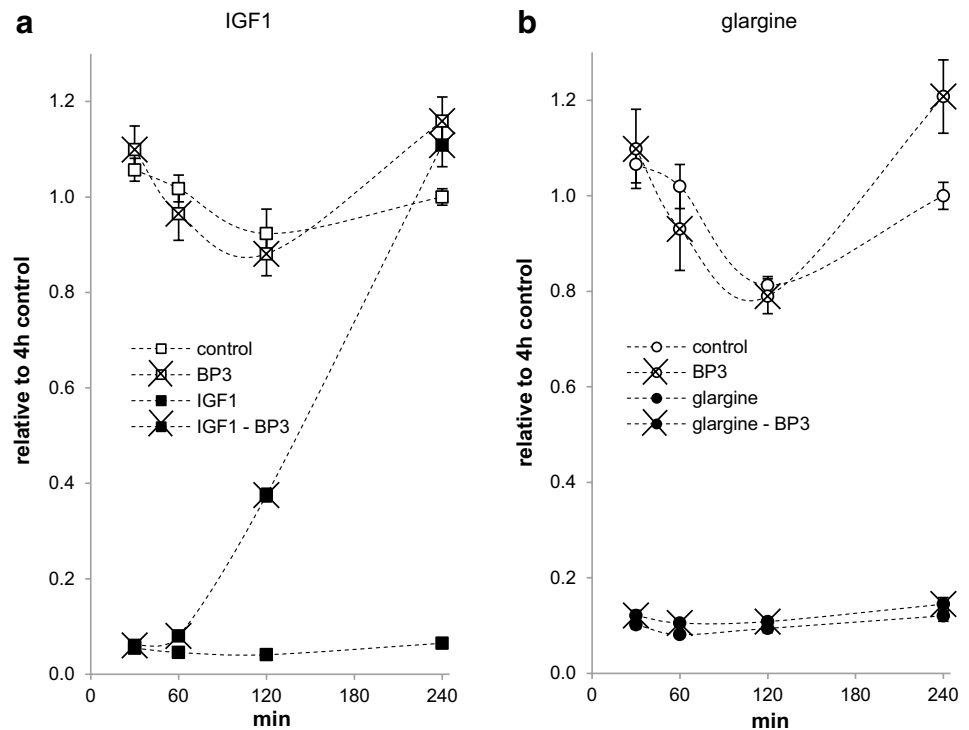 a
IGF1
relative to 4h control
1.2
1.0
0.8
0.6
0.4
0.2
0.0
control
BP3
IGF1
IGF1 - BP3
0 60 120 180 240
min
b
glargine
relative to 4h control
1.2
1.0
0.8
0.6
0.4
0.2
0.0
control
BP3
glargine
glargine - BP3
0 60 120 180 240
min